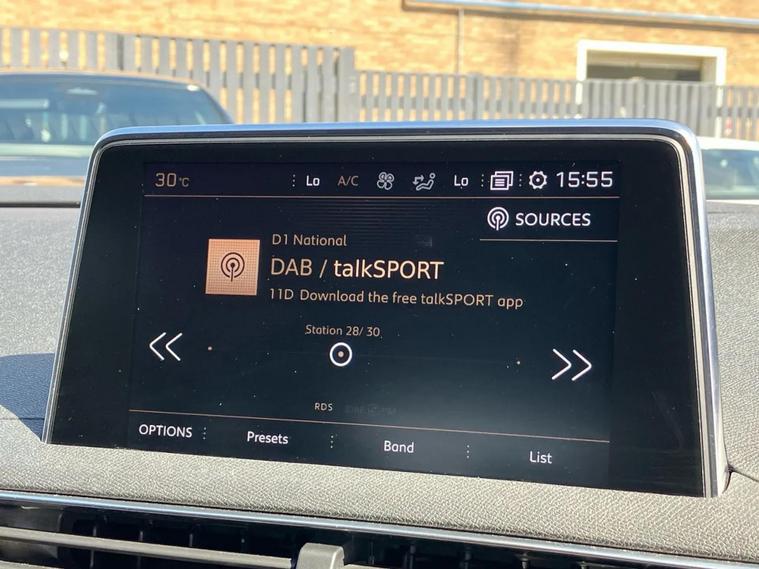 30°C Lo A/C Lo 15:55
SOURCES
D1 National
DAB / talkSPORT
11D Download the free talkSPORT app
Station 28/ 30
RDS
OPTIONS Presets Band List